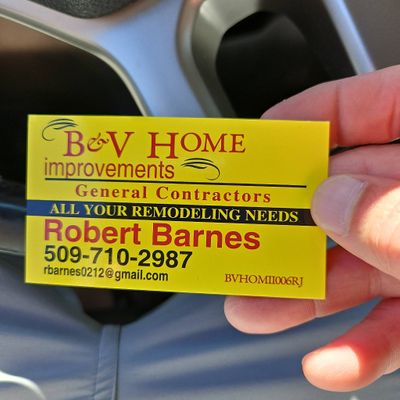 B&V HOME
improvements
General Contractors
ALL YOUR REMODELING NEEDS
Robert Barnes
509-710-2987
rbarnes0212@gmail.com
BVHOMII006RJ